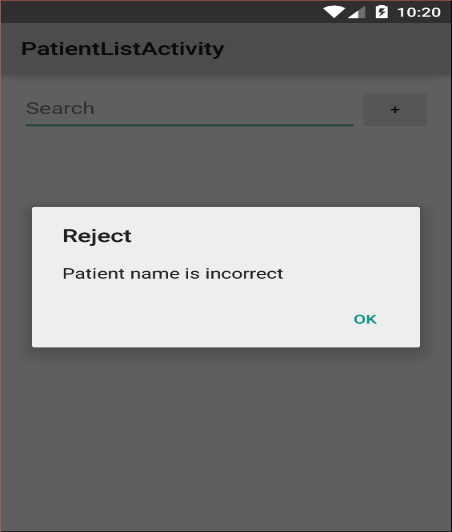 10:20
PatientListActivity
Search
+
Reject
Patient name is incorrect
OK